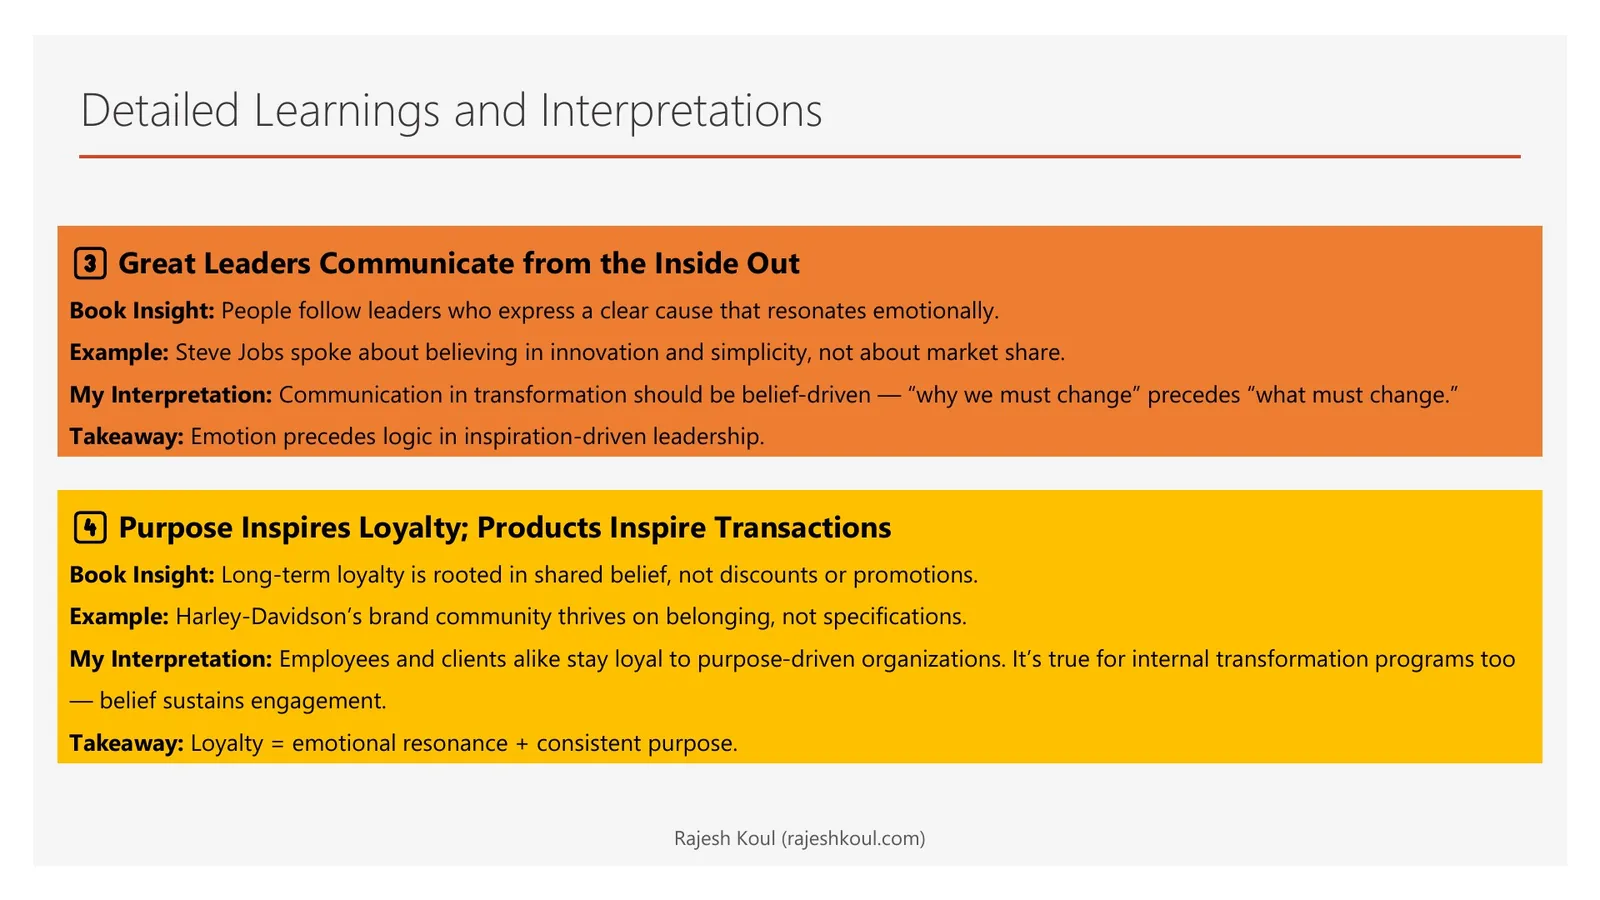 Detailed Learnings and Interpretations
3 Great Leaders Communicate from the Inside Out
Book Insight: People follow leaders who express a clear cause that resonates emotionally.
Example: Steve Jobs spoke about believing in innovation and simplicity, not about market share.
My Interpretation: Communication in transformation should be belief-driven — “why we must change” precedes “what must change.”
Takeaway: Emotion precedes logic in inspiration-driven leadership.
4 Purpose Inspires Loyalty; Products Inspire Transactions
Book Insight: Long-term loyalty is rooted in shared belief, not discounts or promotions.
Example: Harley-Davidson’s brand community thrives on belonging, not specifications.
My Interpretation: Employees and clients alike stay loyal to purpose-driven organizations. It’s true for internal transformation programs too
— belief sustains engagement.
Takeaway: Loyalty = emotional resonance + consistent purpose.
Rajesh Koul (rajeshkoul.com)